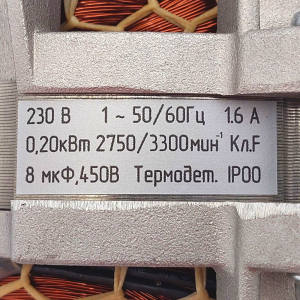 230 В 1 ~ 50/60Гц 1.6 А
0,20кВт 2750/3300мин⁻¹ Кл.F
8 мкФ,450В Термодет. IP00